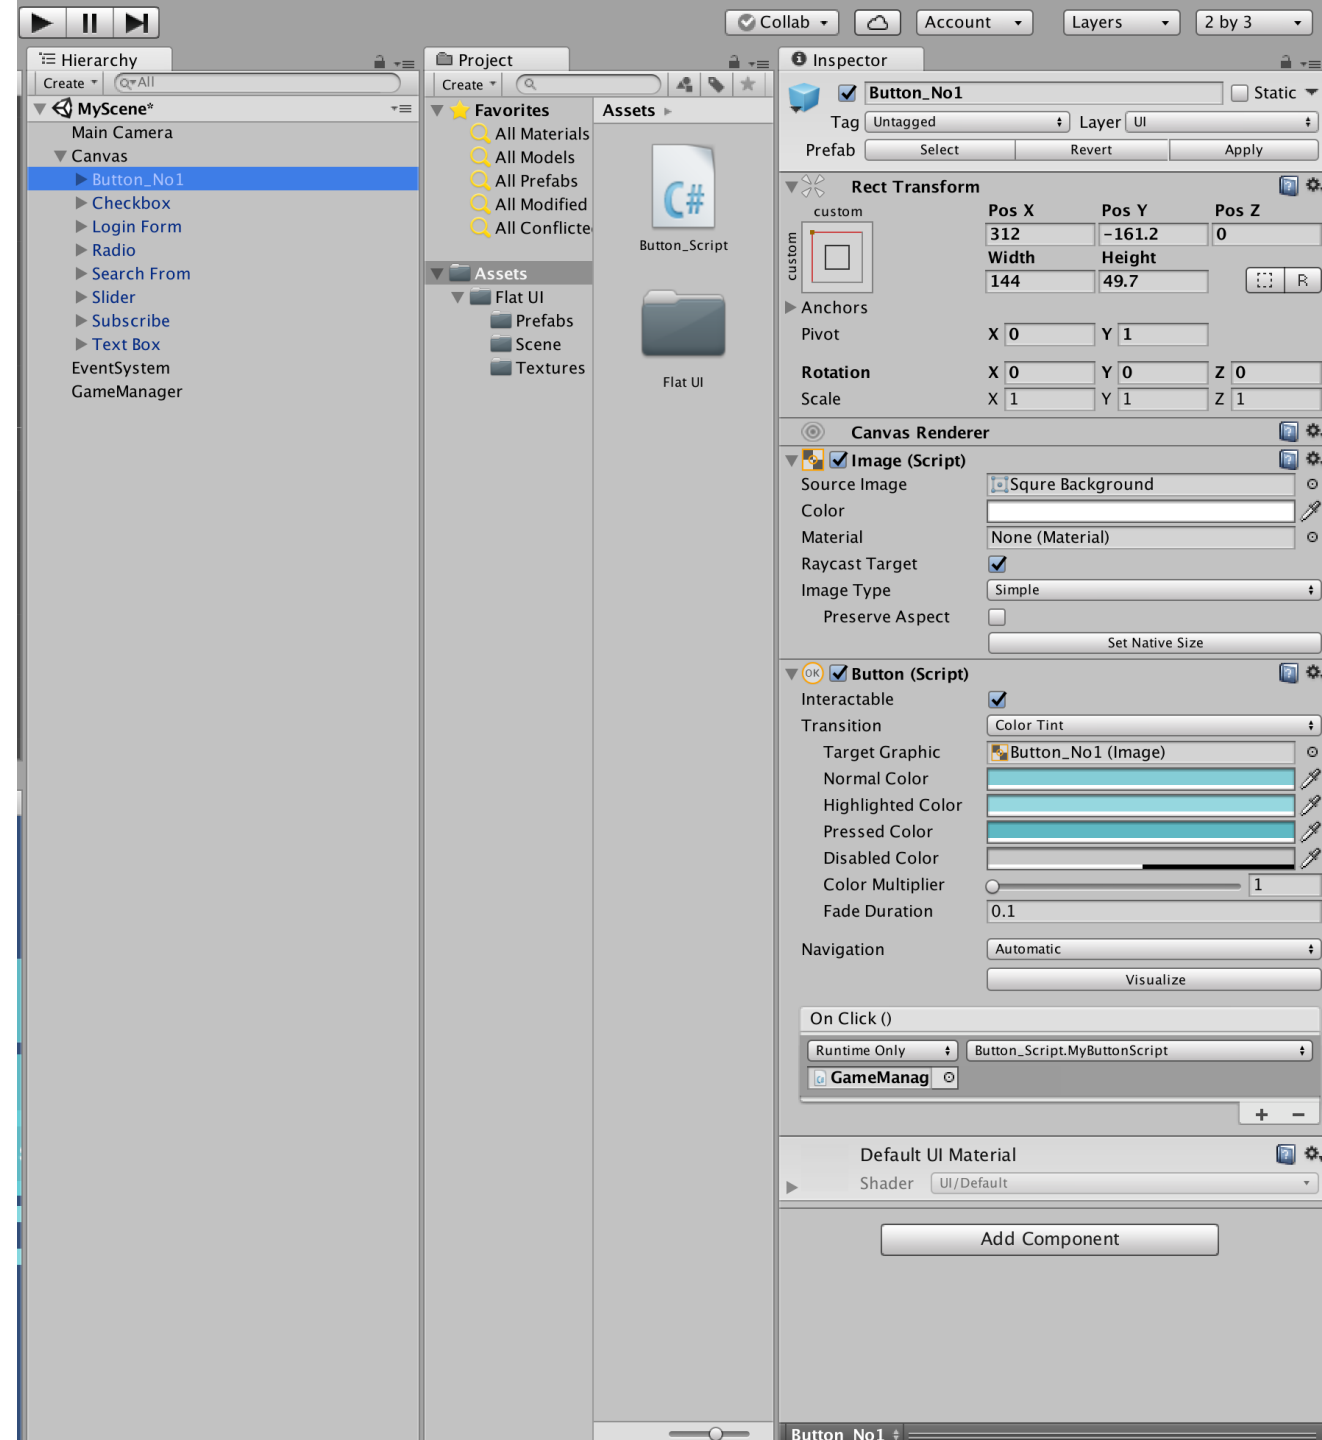 Collab
Account
Layers
2 by 3
Hierarchy
Create
All
MyScene*
Main Camera
Canvas
Button_No1
Checkbox
Login Form
Radio
Search From
Slider
Subscribe
Text Box
EventSystem
GameManager
Project
Create
Favorites
All Materials
All Models
All Prefabs
All Modified
All Conflicte
Assets
Flat UI
Prefabs
Scene
Textures
Assets
C#
Button_Script
Flat UI
Inspector
Button_No1
Static
Tag Untagged Layer UI
Prefab Select Revert Apply
Rect Transform
custom Pos X Pos Y Pos Z
custom
312 -161.2 0
Width Height
144 49.7 R
Anchors
Pivot X 0 Y 1
Rotation X 0 Y 0 Z 0
Scale X 1 Y 1 Z 1
Canvas Renderer
Image (Script)
Source Image Squre Background
Color
Material None (Material)
Raycast Target
Image Type Simple
Preserve Aspect
Set Native Size
OK Button (Script)
Interactable
Transition Color Tint
Target Graphic Button_No1 (Image)
Normal Color
Highlighted Color
Pressed Color
Disabled Color
Color Multiplier 1
Fade Duration 0.1
Navigation Automatic
Visualize
On Click ()
Runtime Only Button_Script.MyButtonScript
GameManag
+ −
Default UI Material
Shader UI/Default
Add Component
Button_No1